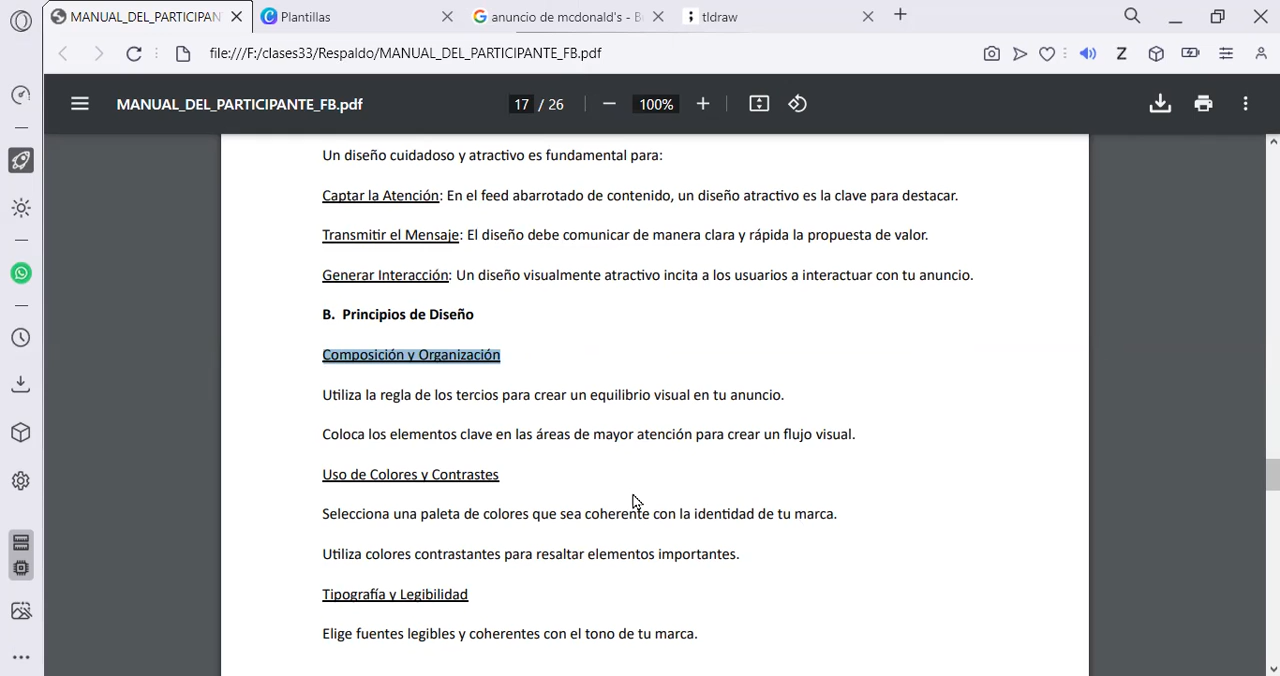 MANUAL_DEL_PARTICIPAN
Plantillas
anuncio de mcdonald's - B
tldraw
file:///F:/clases33/Respaldo/MANUAL_DEL_PARTICIPANTE_FB.pdf
Z
MANUAL_DEL_PARTICIPANTE_FB.pdf
17 / 26
100%
Un diseño cuidadoso y atractivo es fundamental para:
Captar la Atención: En el feed abarrotado de contenido, un diseño atractivo es la clave para destacar.
Transmitir el Mensaje: El diseño debe comunicar de manera clara y rápida la propuesta de valor.
Generar Interacción: Un diseño visualmente atractivo incita a los usuarios a interactuar con tu anuncio.
B. Principios de Diseño
Composición y Organización
Utiliza la regla de los tercios para crear un equilibrio visual en tu anuncio.
Coloca los elementos clave en las áreas de mayor atención para crear un flujo visual.
Uso de Colores y Contrastes
Selecciona una paleta de colores que sea coherente con la identidad de tu marca.
Utiliza colores contrastantes para resaltar elementos importantes.
Tipografía y Legibilidad
Elige fuentes legibles y coherentes con el tono de tu marca.